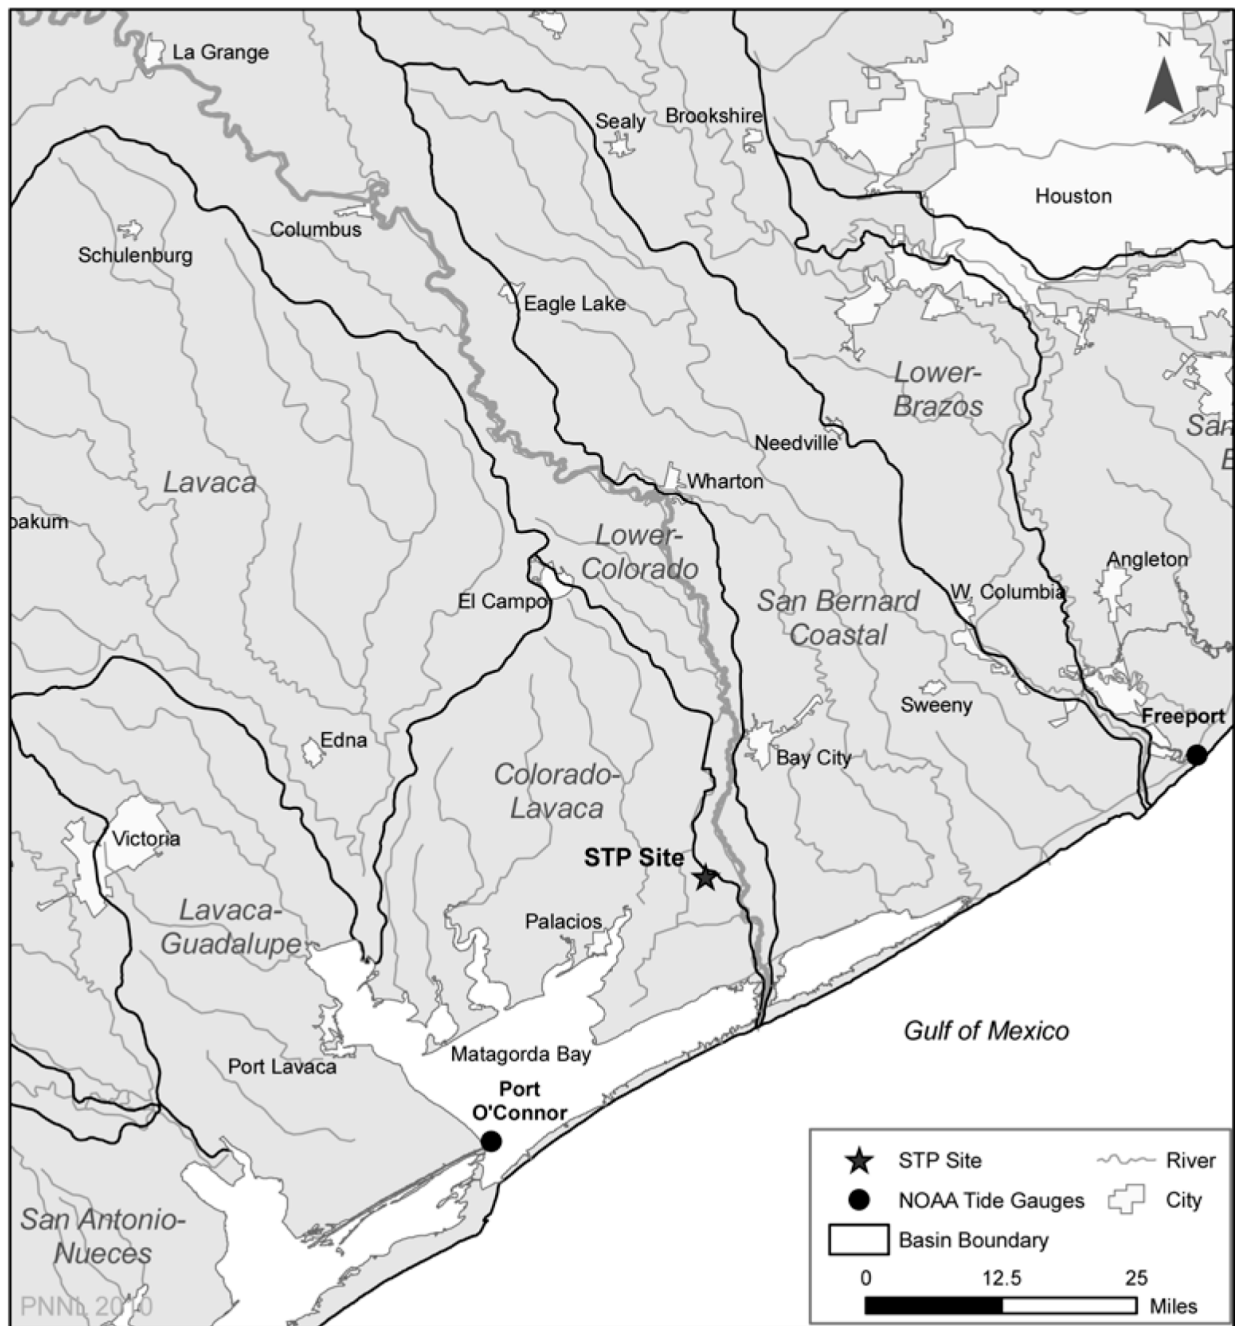 La Grange
N
Sealy
Brookshire
Houston
Columbus
Schulenburg
Eagle Lake
Lower-
Brazos
San
B
Needville
Lavaca
Wharton
oakum
Lower-
Colorado
Angleton
El Campo
San Bernard
Coastal
W. Columbia
Sweeny
Freeport
Edna
Bay City
Colorado-
Lavaca
Victoria
STP Site
Palacios
Lavaca-
Guadalupe
Gulf of Mexico
Matagorda Bay
Port Lavaca
Port
O'Connor
San Antonio-
Nueces
STP Site
River
NOAA Tide Gauges
City
Basin Boundary
0
12.5
25
Miles